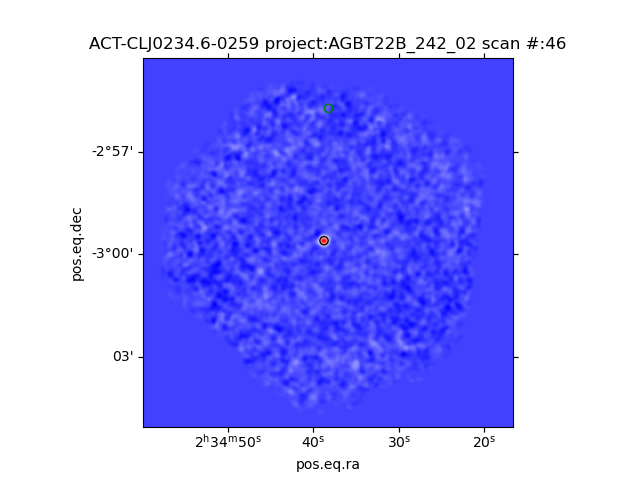 ACT-CLJ0234.6-0259 project:AGBT22B_242_02 scan #:46
-2°57'
-3°00'
03'
pos.eq.dec
2ʰ34ᵐ50ˢ 40ˢ 30ˢ 20ˢ
pos.eq.ra